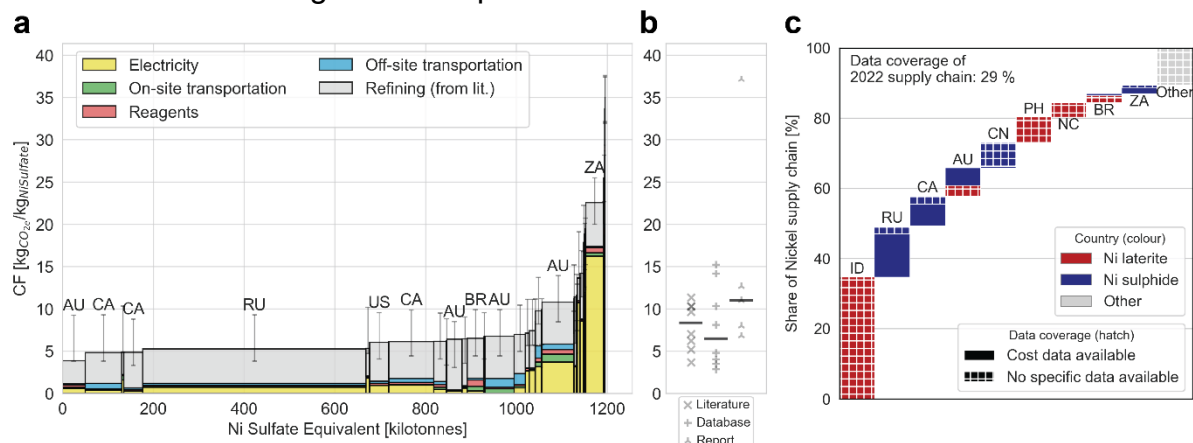 a
CF [kgCO2e/kgNiSulfate]
40
35
30
25
20
15
10
5
0
Electricity
On-site transportation
Reagents
Off-site transportation
Refining (from lit.)
AU
CA
CA
RU
US
CA
AU
BR
AU
AU
ZA
0 200 400 600 800 1000 1200
Ni Sulfate Equivalent [kilotonnes]
b
40
35
30
25
20
15
10
5
0
Literature
Database
Report
c
Share of Nickel supply chain [%]
100
80
60
40
20
0
Data coverage of
2022 supply chain: 29 %
ID
RU
CA
AU
CN
PH
NC
BR
ZA
Other
Country (colour)
Ni laterite
Ni sulphide
Other
Data coverage (hatch)
Cost data available
No specific data available